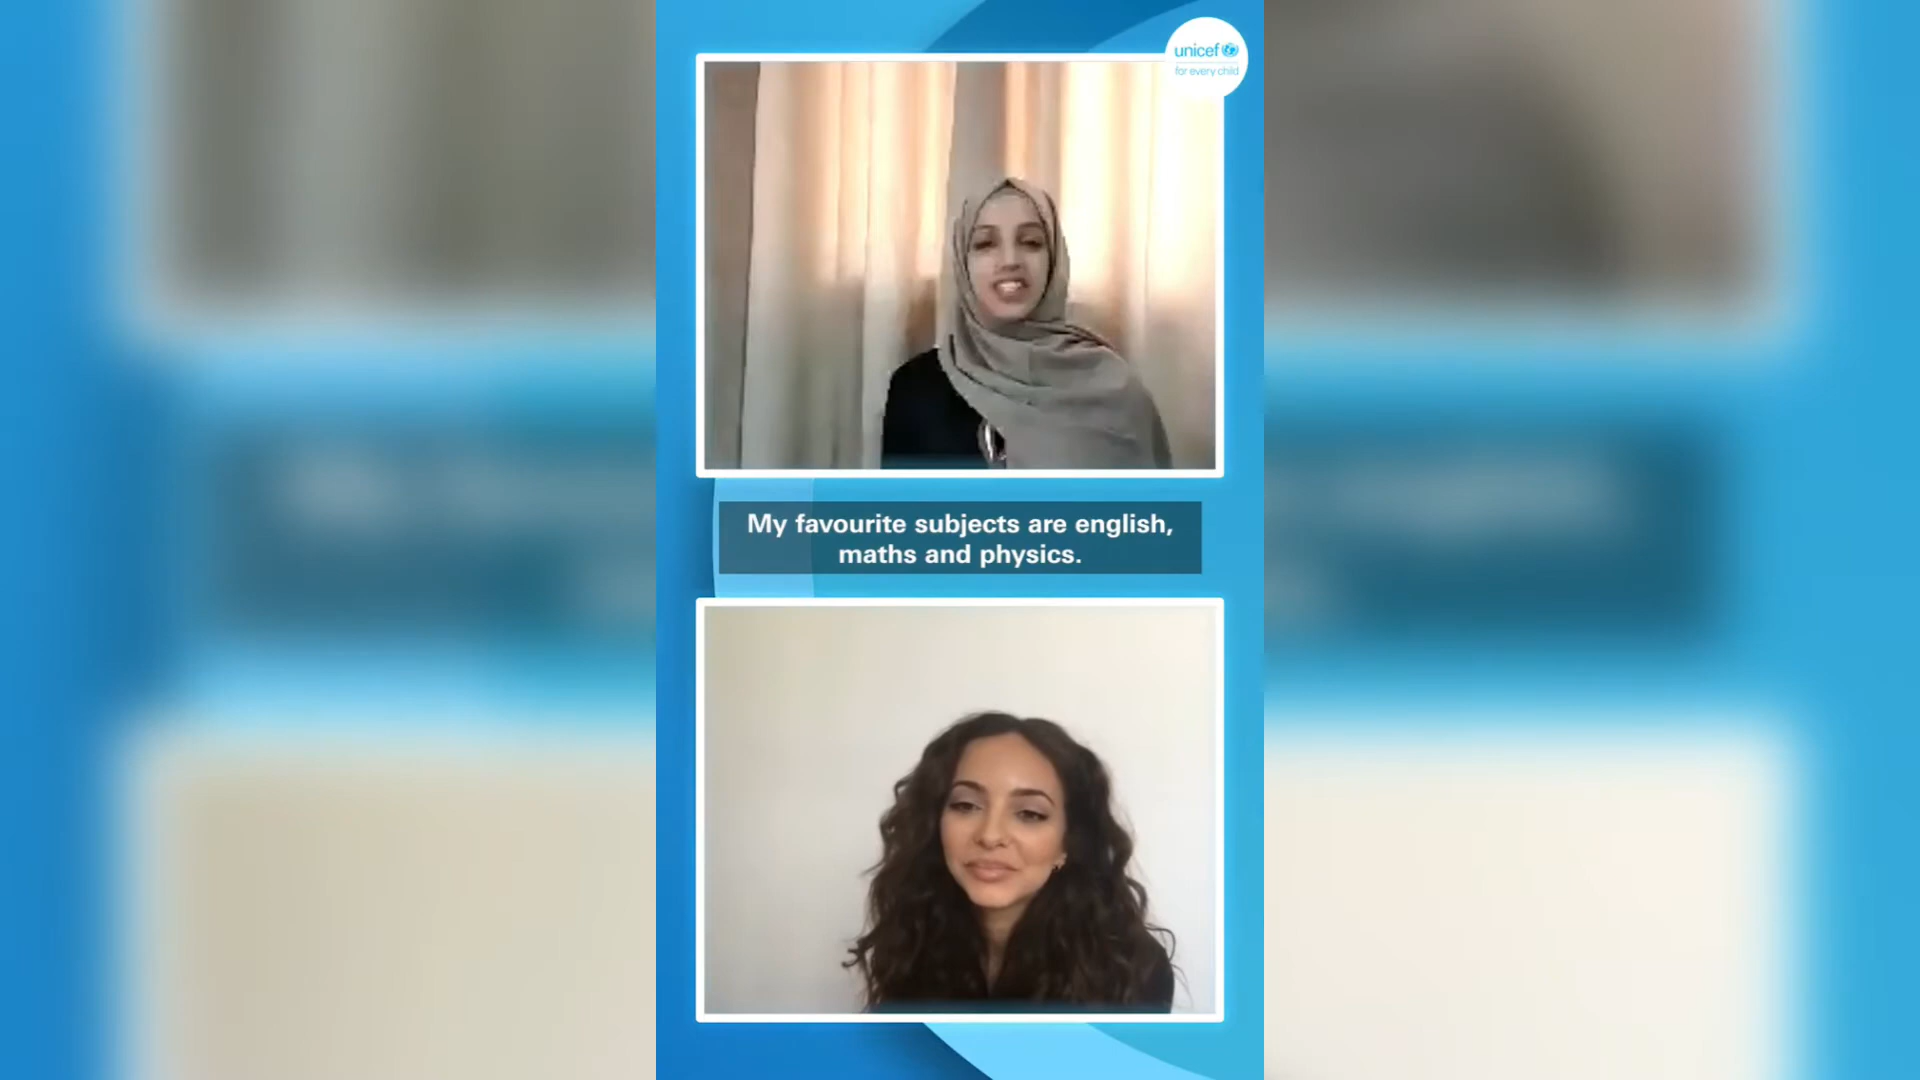 unicef
for every child
My favourite subjects are english,
maths and physics.